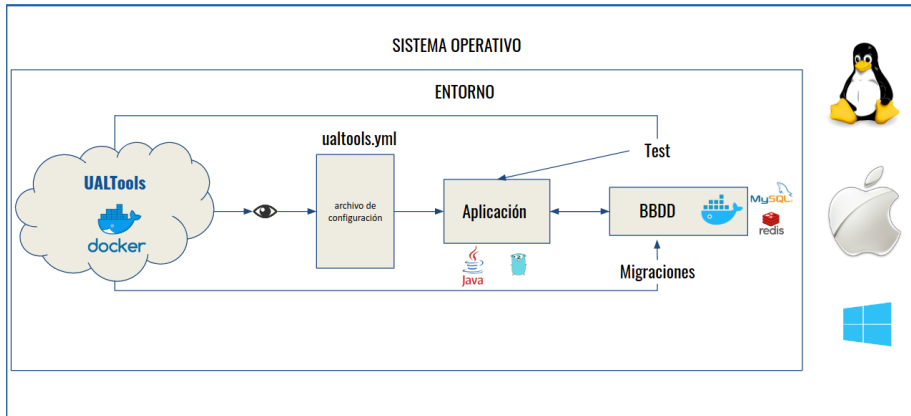 SISTEMA OPERATIVO
ENTORNO
ualtools.yml
Test
UALTools
docker
archivo de
configuración
Aplicación
BBDD
MySQL
redis
Java
Migraciones